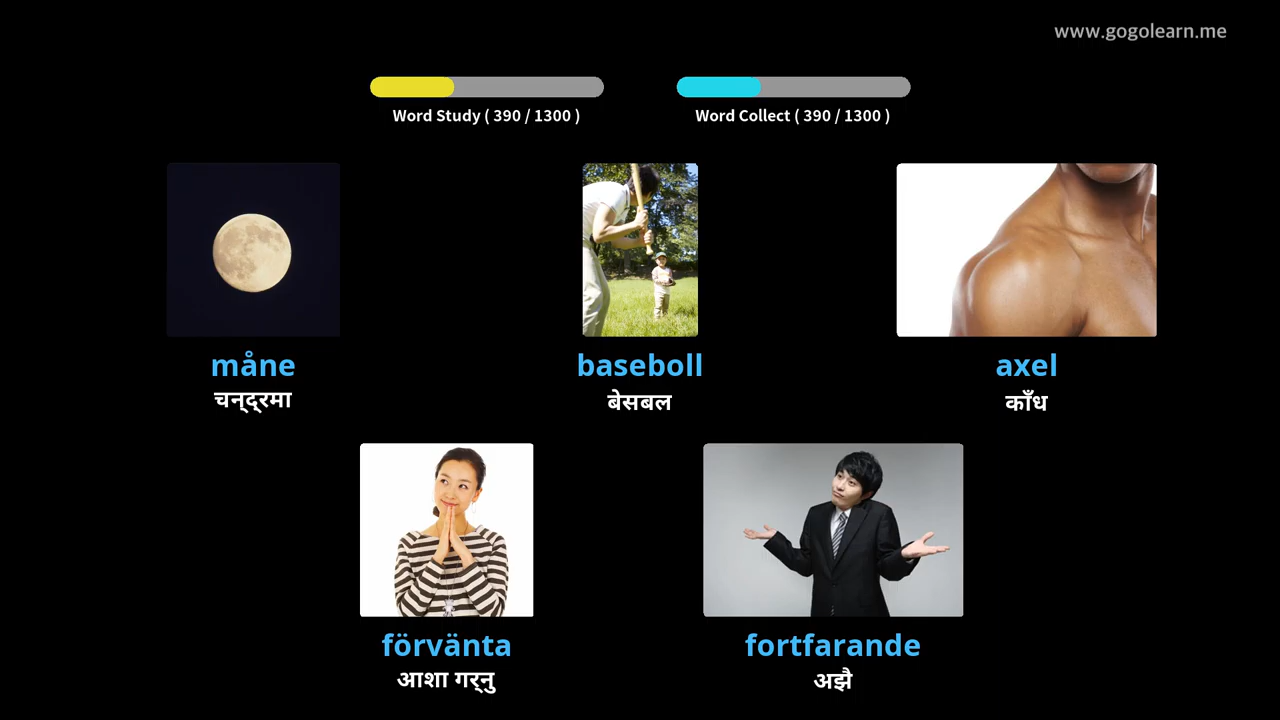 www.gogolearn.me
Word Study ( 390 / 1300 )
Word Collect ( 390 / 1300 )
måne
baseboll
axel
चन्द्रमा
बेसबल
काँध
förvänta
fortfarande
आशा गर्नु
अझै